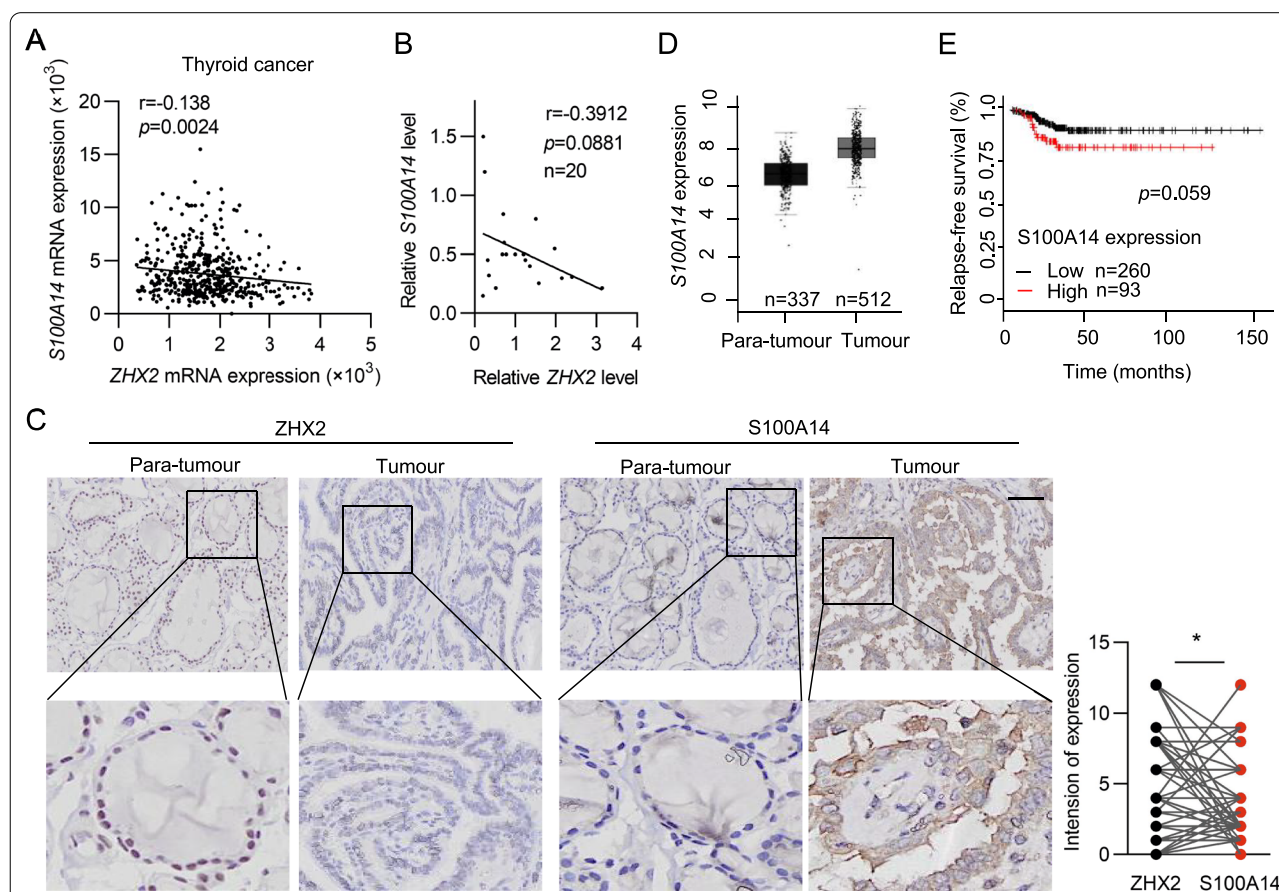 A
Thyroid cancer
r=-0.138
p=0.0024
S100A14 mRNA expression (×10³)
20
15
10
5
0
0 1 2 3 4 5
ZHX2 mRNA expression (×10³)
B
r=-0.3912
p=0.0881
n=20
Relative S100A14 level
1.5
1.0
0.5
0.0
0 1 2 3 4
Relative ZHX2 level
D
S100A14 expression
10
8
6
4
2
0
n=337 n=512
Para-tumour Tumour
E
Relapse-free survival (%)
1.0
0.75
0.5
0.25
0
p=0.059
S100A14 expression
Low n=260
High n=93
0 50 100 150
Time (months)
C
ZHX2
Para-tumour Tumour
S100A14
Para-tumour Tumour
Intension of expression
15
10
5
0
*
ZHX2 S100A14